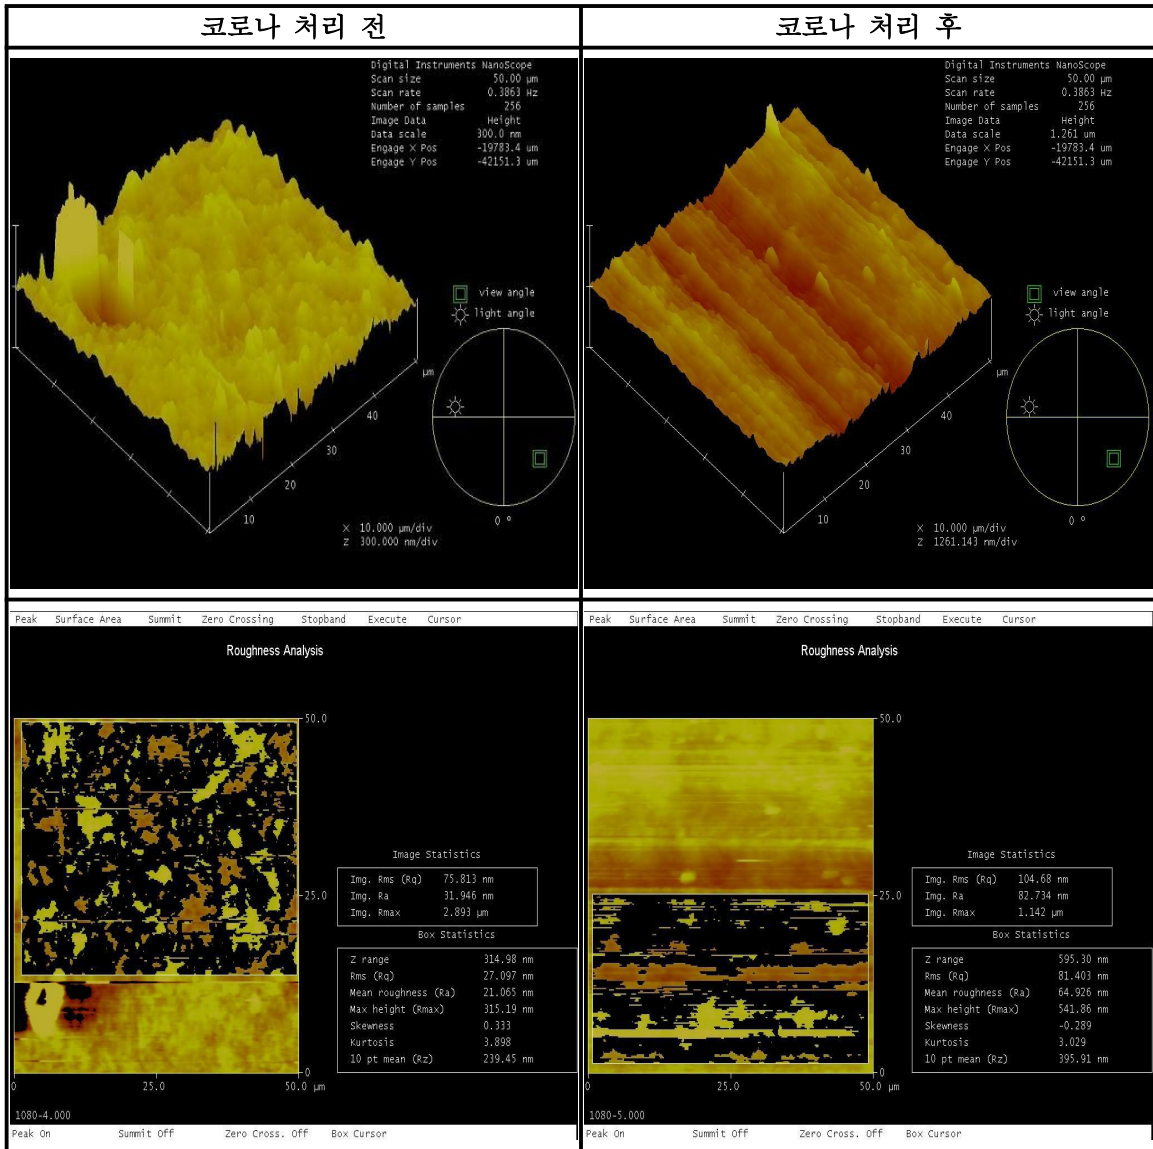 코로나 처리 전
코로나 처리 후
Digital Instruments NanoScope
Scan size 50.00 µm
Scan rate 0.3863 Hz
Number of samples 256
Image Data Height
Data scale 300.0 nm
Engage X Pos -19783.4 um
Engage Y Pos -42151.3 um
view angle
light angle
µm
40
30
20
10
0 °
X 10.000 µm/div
Z 300.000 nm/div
Digital Instruments NanoScope
Scan size 50.00 µm
Scan rate 0.3863 Hz
Number of samples 256
Image Data Height
Data scale 1.261 um
Engage X Pos -19783.4 um
Engage Y Pos -42151.3 um
view angle
light angle
µm
40
30
20
10
0 °
X 10.000 µm/div
Z 1261.143 nm/div
Peak Surface Area Summit Zero Crossing Stopband Execute Cursor
Roughness Analysis
50.0
25.0
0
0 25.0 50.0 µm
Image Statistics
Img. Rms (Rq) 75.813 nm
Img. Ra 31.946 nm
Img. Rmax 2.893 µm
Box Statistics
Z range 314.98 nm
Rms (Rq) 27.097 nm
Mean roughness (Ra) 21.065 nm
Max height (Rmax) 315.19 nm
Skewness 0.333
Kurtosis 3.898
10 pt mean (Rz) 239.45 nm
1080-4.000
Peak On Summit Off Zero Cross. Off Box Cursor
Peak Surface Area Summit Zero Crossing Stopband Execute Cursor
Roughness Analysis
50.0
25.0
0
0 25.0 50.0 µm
Image Statistics
Img. Rms (Rq) 104.68 nm
Img. Ra 82.734 nm
Img. Rmax 1.142 µm
Box Statistics
Z range 595.30 nm
Rms (Rq) 81.403 nm
Mean roughness (Ra) 64.926 nm
Max height (Rmax) 541.86 nm
Skewness -0.289
Kurtosis 3.029
10 pt mean (Rz) 395.91 nm
1080-5.000
Peak On Summit Off Zero Cross. Off Box Cursor